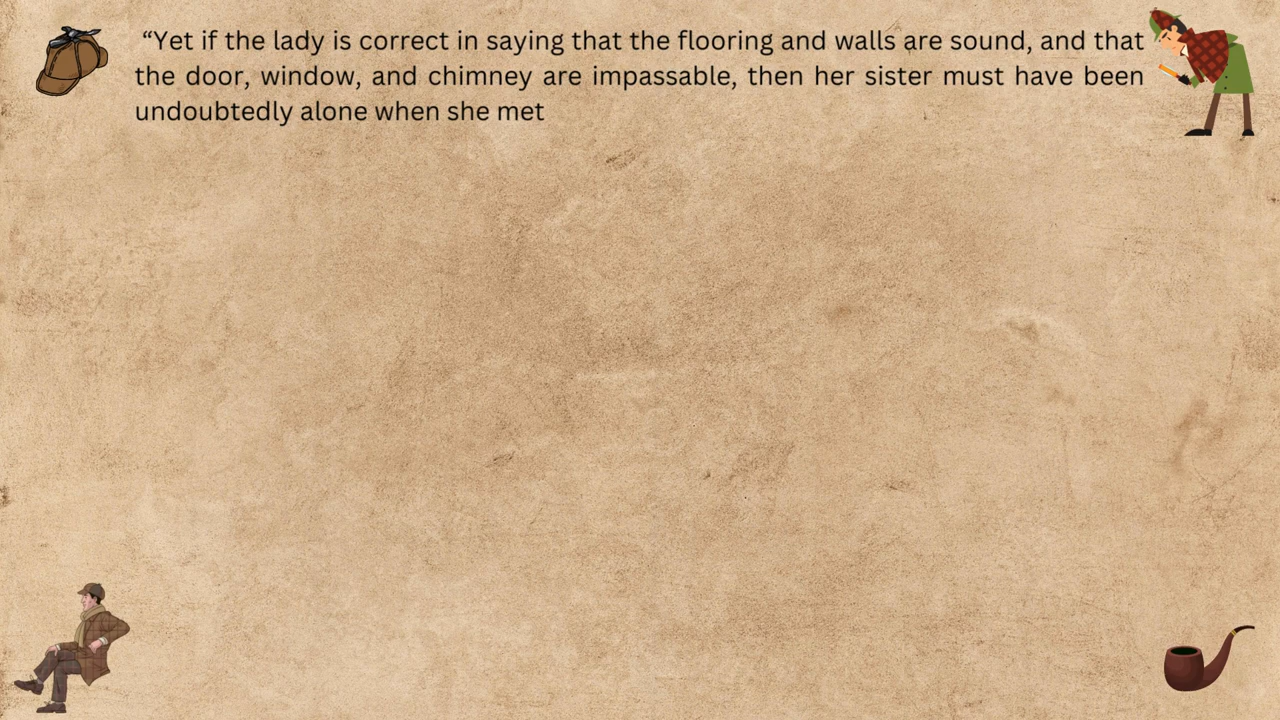 “Yet if the lady is correct in saying that the flooring and walls are sound, and that
the door, window, and chimney are impassable, then her sister must have been
undoubtedly alone when she met